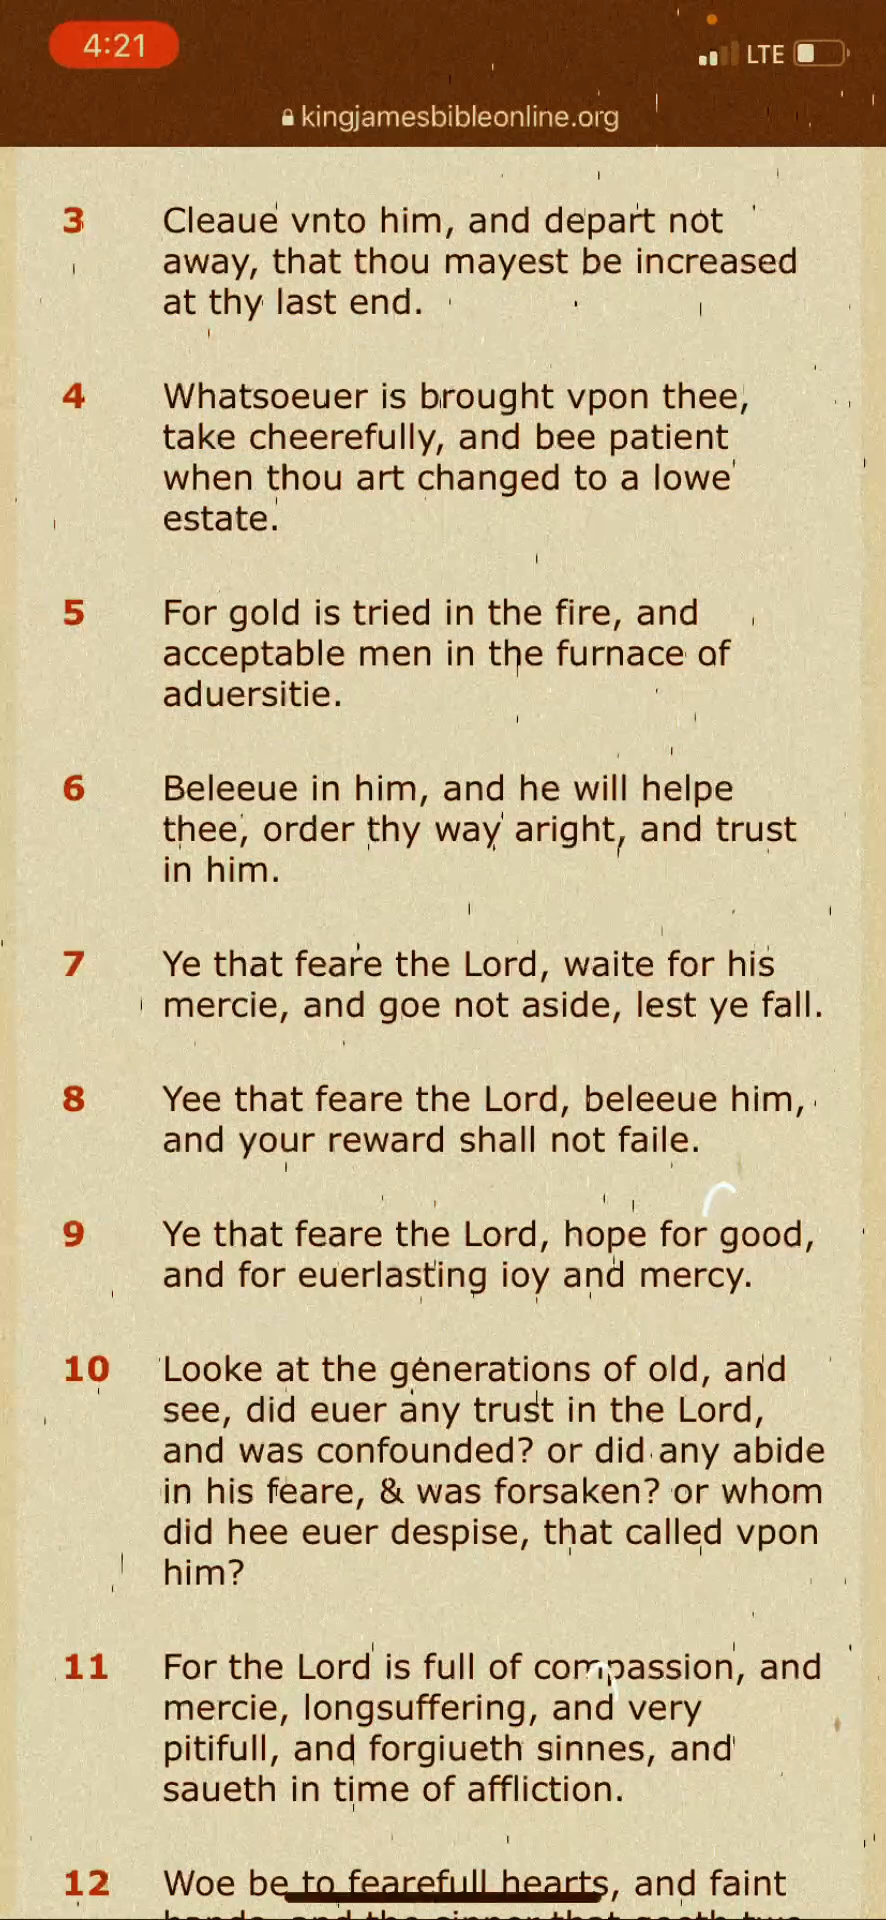 4:21
LTE
kingjamesbibleonline.org
3 Cleaue vnto him, and depart not
away, that thou mayest be increased
at thy last end.
4 Whatsoeuer is brought vpon thee,
take cheerefully, and bee patient
when thou art changed to a lowe
estate.
5 For gold is tried in the fire, and
acceptable men in the furnace of
aduersitie.
6 Beleeue in him, and he will helpe
thee, order thy way aright, and trust
in him.
7 Ye that feare the Lord, waite for his
mercie, and goe not aside, lest ye fall.
8 Yee that feare the Lord, beleeue him,
and your reward shall not faile.
9 Ye that feare the Lord, hope for good,
and for euerlasting ioy and mercy.
10 Looke at the generations of old, and
see, did euer any trust in the Lord,
and was confounded? or did any abide
in his feare, & was forsaken? or whom
did hee euer despise, that called vpon
him?
11 For the Lord is full of compassion, and
mercie, longsuffering, and very
pitifull, and forgiueth sinnes, and
saueth in time of affliction.
12 Woe be to fearefull hearts, and faint